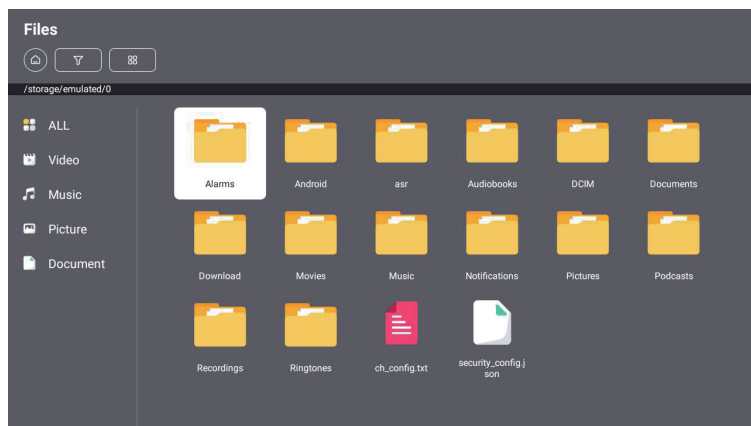 Files
/storage/emulated/0
ALL
Video
Music
Picture
Document
Alarms
Android
asr
Audiobooks
DCIM
Documents
Download
Movies
Music
Notifications
Pictures
Podcasts
Recordings
Ringtones
ch_config.txt
security_config.j
son